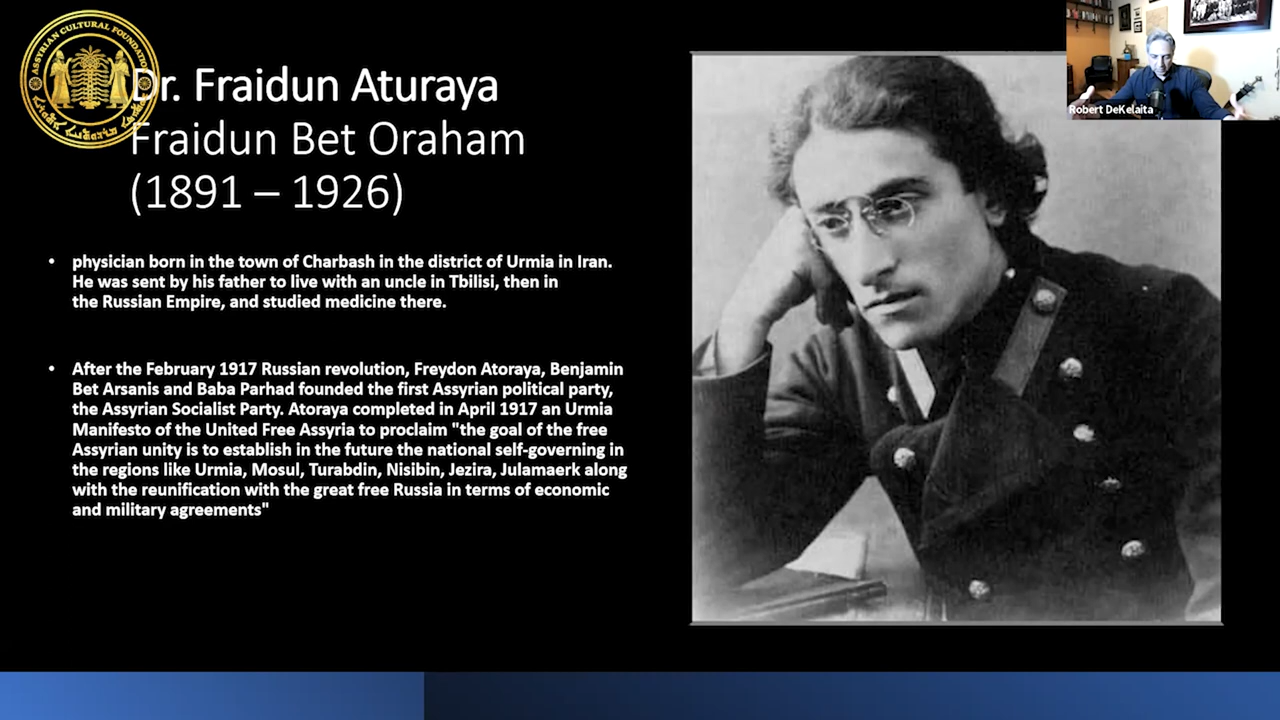 ASSYRIAN CULTURAL FOUNDATION
Dr. Fraidun Aturaya
Fraidun Bet Oraham
(1891 – 1926)
Robert DeKelaita
• physician born in the town of Charbash in the district of Urmia in Iran.
He was sent by his father to live with an uncle in Tbilisi, then in
the Russian Empire, and studied medicine there.
• After the February 1917 Russian revolution, Freydon Atoraya, Benjamin
Bet Arsanis and Baba Parhad founded the first Assyrian political party,
the Assyrian Socialist Party. Atoraya completed in April 1917 an Urmia
Manifesto of the United Free Assyria to proclaim "the goal of the free
Assyrian unity is to establish in the future the national self-governing in
the regions like Urmia, Mosul, Turabdin, Nisibin, Jezira, Julamaerk along
with the reunification with the great free Russia in terms of economic
and military agreements"